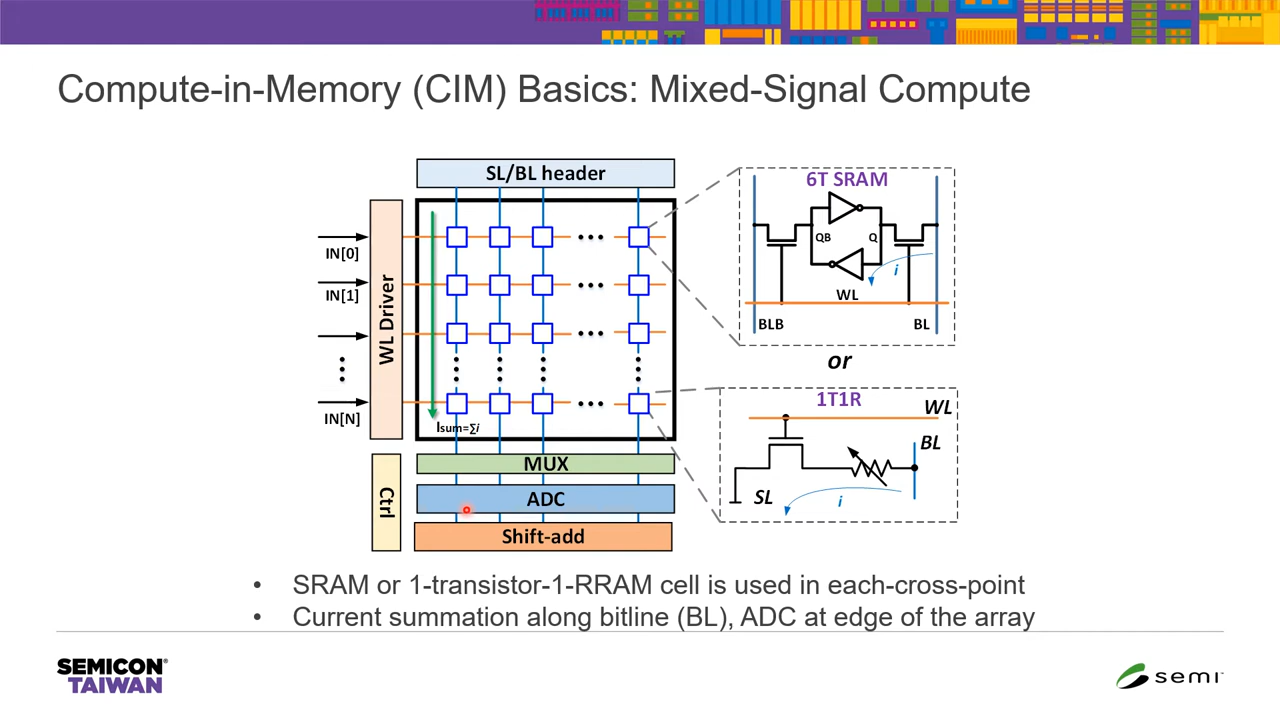 Compute-in-Memory (CIM) Basics: Mixed-Signal Compute
SL/BL header
WL Driver
IN[0]
IN[1]
IN[N]
Isum=∑i
MUX
ADC
Shift-add
Ctrl
6T SRAM
QB
Q
i
WL
BLB
BL
or
1T1R
WL
BL
SL
i
• SRAM or 1-transistor-1-RRAM cell is used in each-cross-point
• Current summation along bitline (BL), ADC at edge of the array
SEMICON
TAIWAN
semi